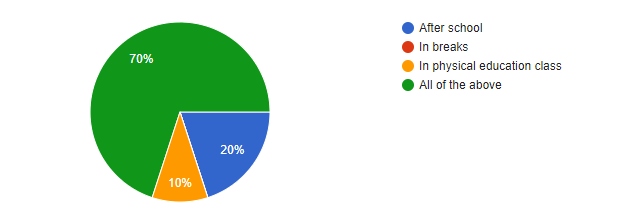 After school
In breaks
In physical education class
All of the above
70%
20%
10%